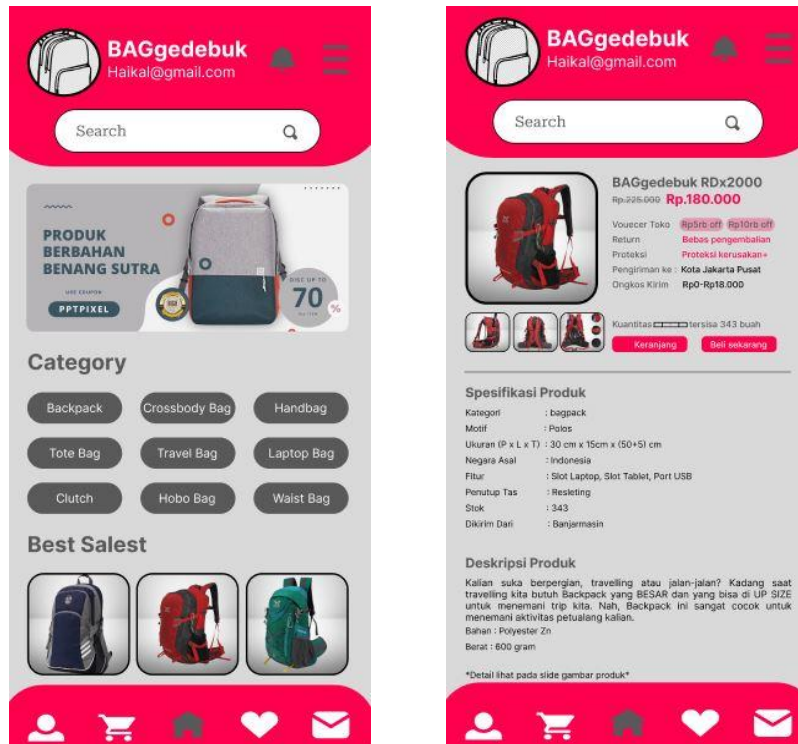 BAGgedebuk
Haikal@gmail.com
Search
PRODUK
BERBAHAN
BENANG SUTRA
USE COUPON
PPTPIXEL
DISC UP TO
70
%
Category
Backpack
Crossbody Bag
Handbag
Tote Bag
Travel Bag
Laptop Bag
Clutch
Hobo Bag
Waist Bag
Best Salest
BAGgedebuk
Haikal@gmail.com
Search
BAGgedebuk RDx2000
Rp.225.000 Rp.180.000
Vouecer Toko Rp5rb off Rp10rb off
Return Bebas pengembalian
Proteksi Proteksi kerusakan+
Pengiriman ke : Kota Jakarta Pusat
Ongkos Kirim Rp0-Rp18.000
Kuantitas tersisa 343 buah
Keranjang Beli sekarang
Spesifikasi Produk
Kategori : bagpack
Motif : Polos
Ukuran (P x L x T) : 30 cm x 15cm x (50+5) cm
Negara Asal : Indonesia
Fitur : Slot Laptop, Slot Tablet, Port USB
Penutup Tas : Resleting
Stok : 343
Dikirim Dari : Banjarmasin
Deskripsi Produk
Kalian suka berpergian, travelling atau jalan-jalan? Kadang saat
travelling kita butuh Backpack yang BESAR dan yang bisa di UP SIZE
untuk menemani trip kita. Nah, Backpack ini sangat cocok untuk
menemani aktivitas petualang kalian.
Bahan : Polyester Zn
Berat : 600 gram
*Detail lihat pada slide gambar produk*